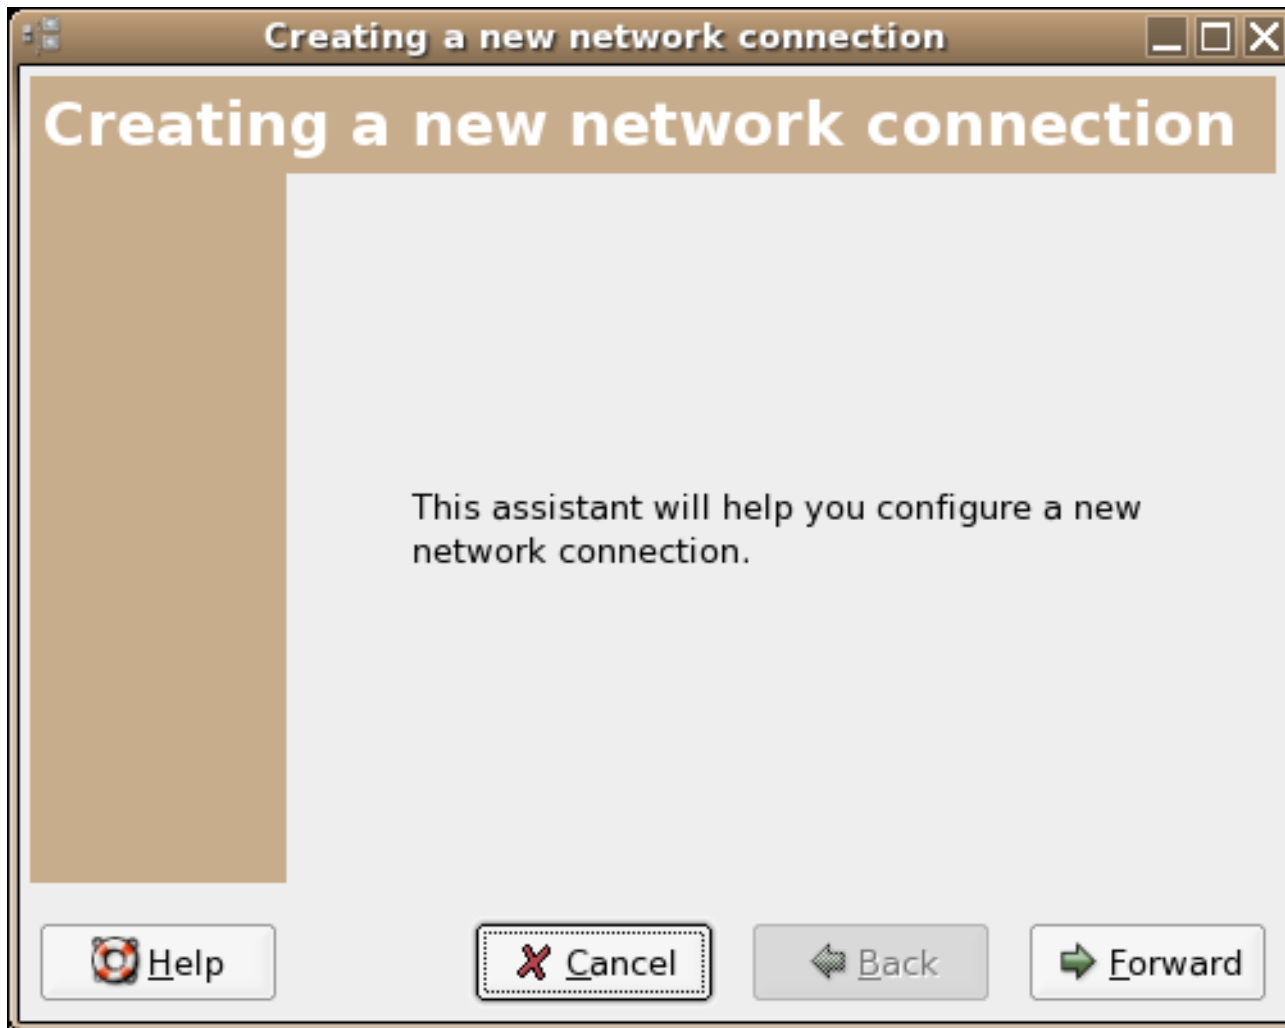 Creating a new network connection
Creating a new network connection
This assistant will help you configure a new
network connection.
Help
Cancel
Back
Forward